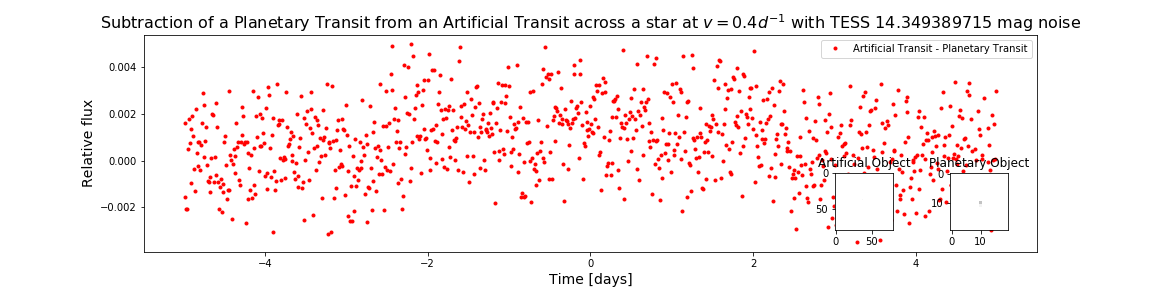 Subtraction of a Planetary Transit from an Artificial Transit across a star at v = 0.4d⁻¹ with TESS 14.349389715 mag noise
Artificial Transit - Planetary Transit
Relative flux
0.004
0.002
0.000
−0.002
Artificial Object
0
50
0
50
Planetary Object
0
10
0
10
−4
−2
0
2
4
Time [days]